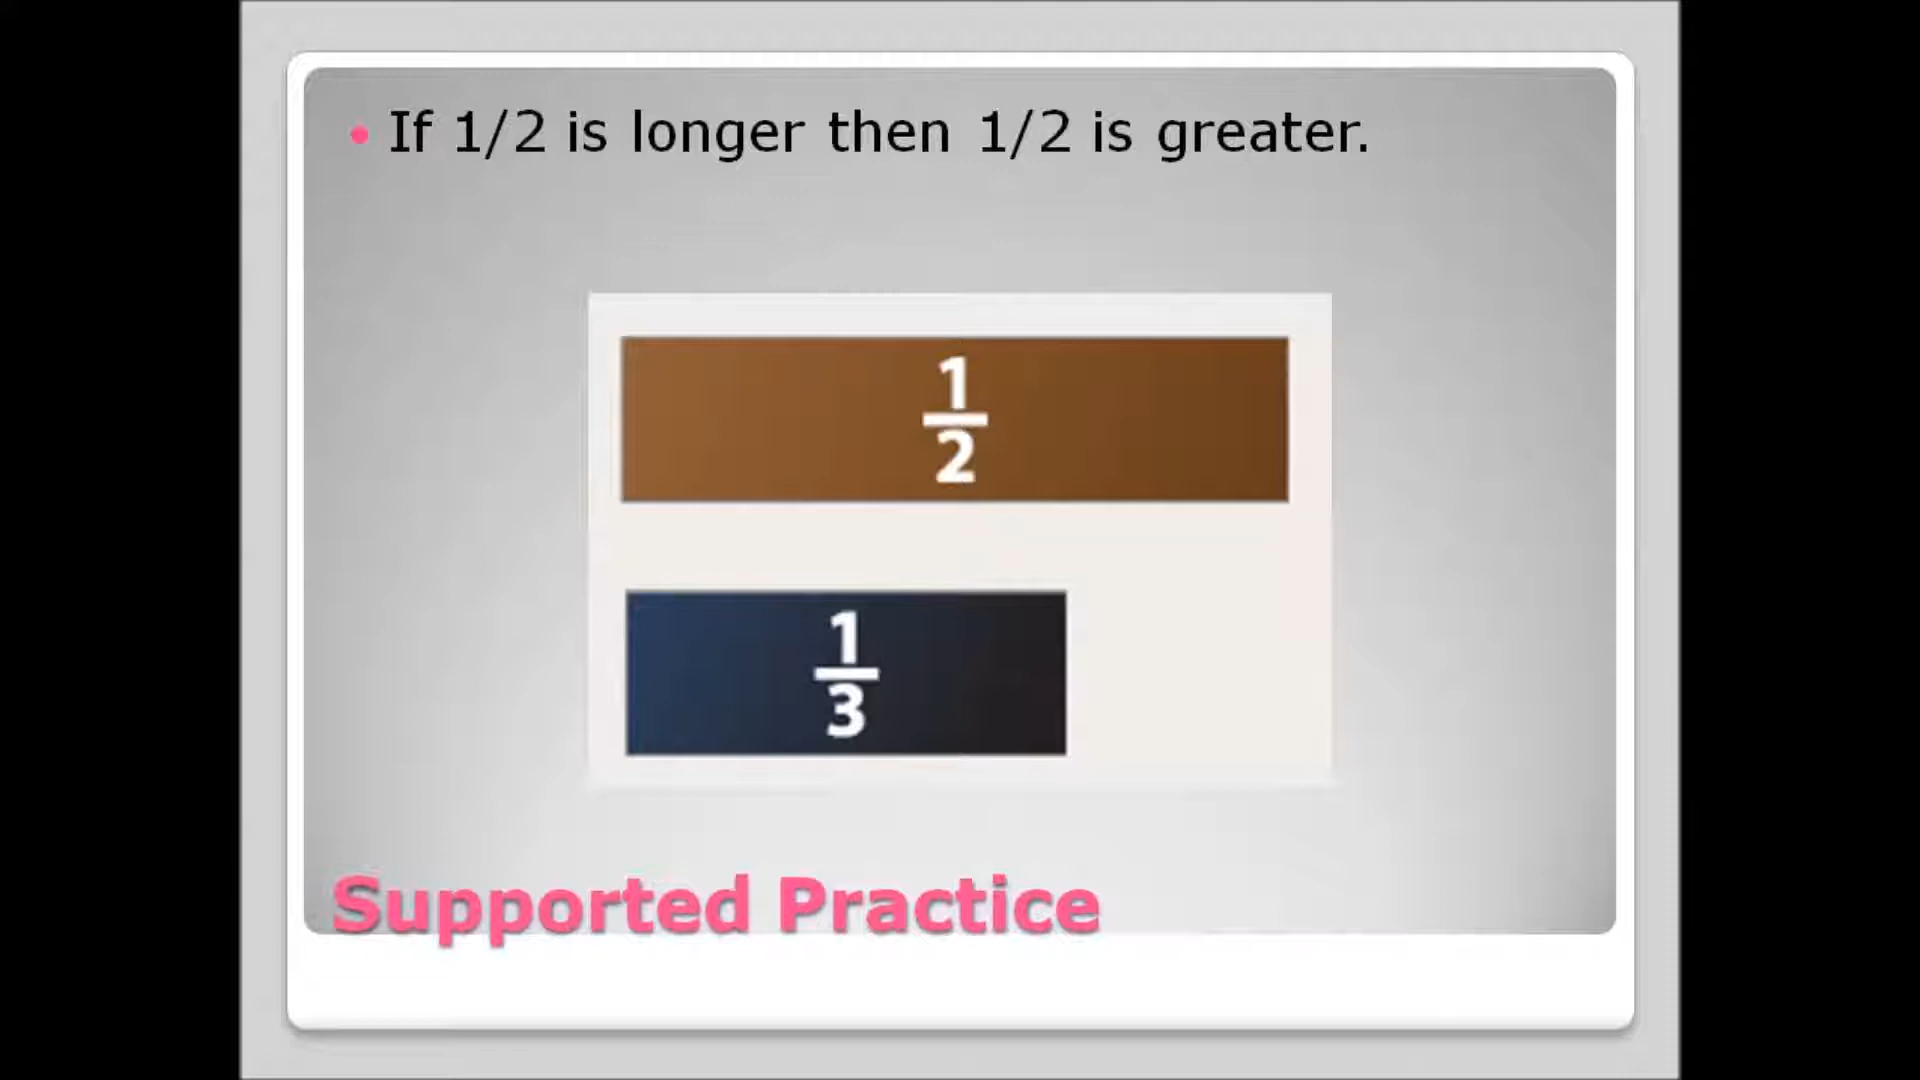 If 1/2 is longer then 1/2 is greater.
1
2
1
3
Supported Practice